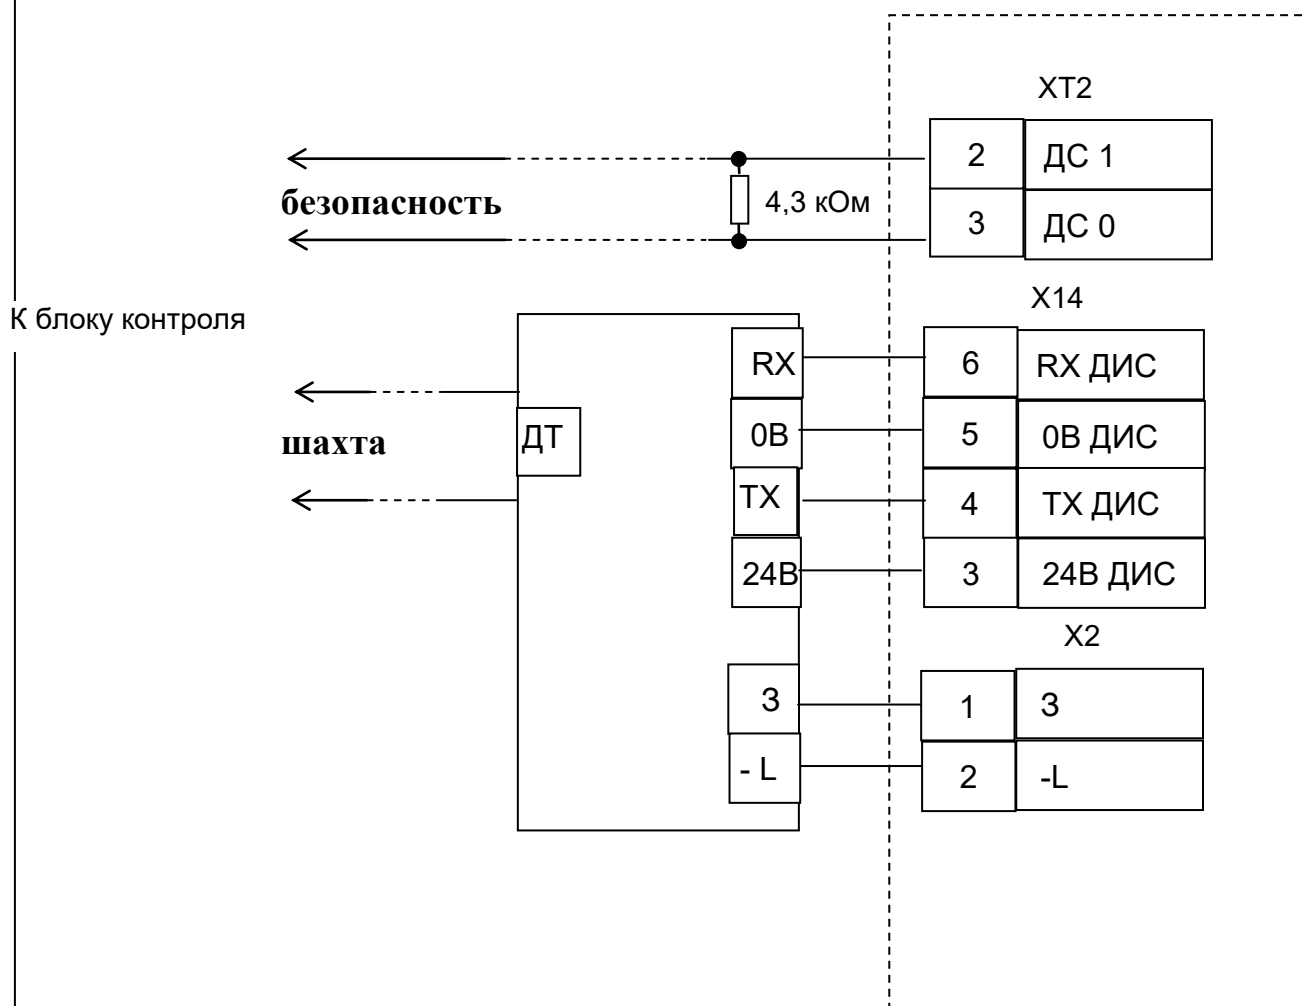 XT2
2 ДС 1
безопасность
4,3 кОм
3 ДС 0
X14
К блоку контроля
RX 6 RX ДИС
шахта
ДТ
0В 5 0В ДИС
TX 4 TX ДИС
24В 3 24В ДИС
X2
З 1 З
- L 2 -L